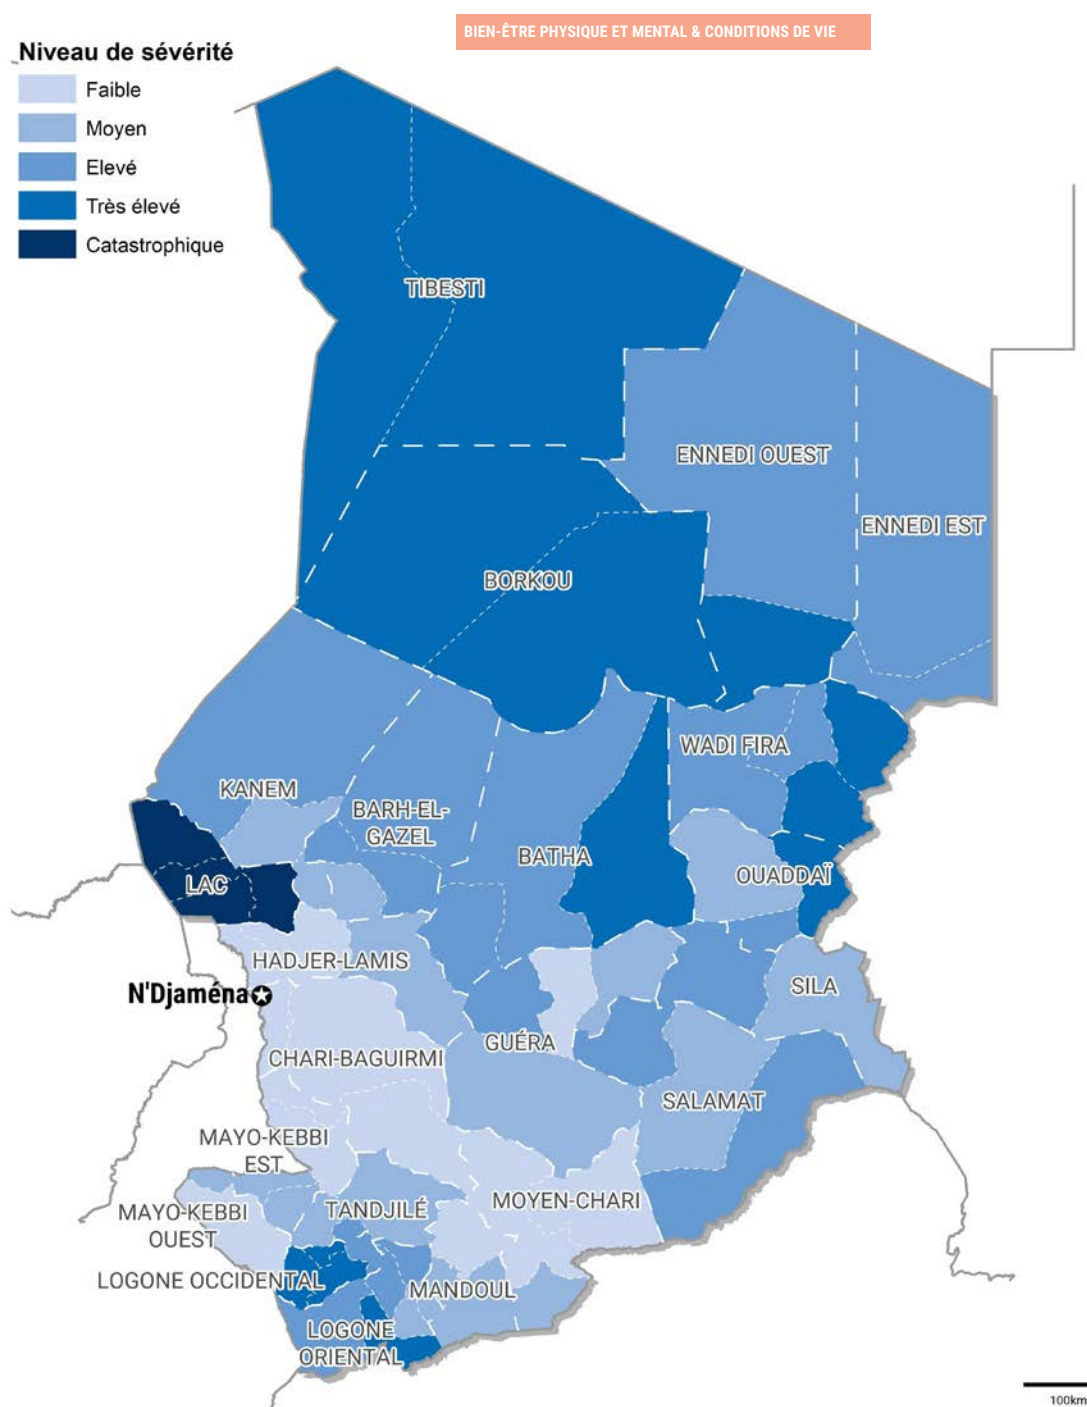 BIEN-ÊTRE PHYSIQUE ET MENTAL & CONDITIONS DE VIE
Niveau de sévérité
Faible
Moyen
Elevé
Très élevé
Catastrophique
TIBESTI
ENNEDI OUEST
ENNEDI EST
BORKOU
WADI FIRA
KANEM
BARH-EL-
GAZEL
BATHA
OUADDAÏ
LAC
HADJER-LAMIS
SILA
N'Djaména
GUÉRA
CHARI-BAGUIRMI
SALAMAT
MAYO-KEBBI
EST
MOYEN-CHARI
TANDJILÉ
MAYO-KEBBI
OUEST
LOGONE OCCIDENTAL
MANDOUL
LOGONE
ORIENTAL
100km